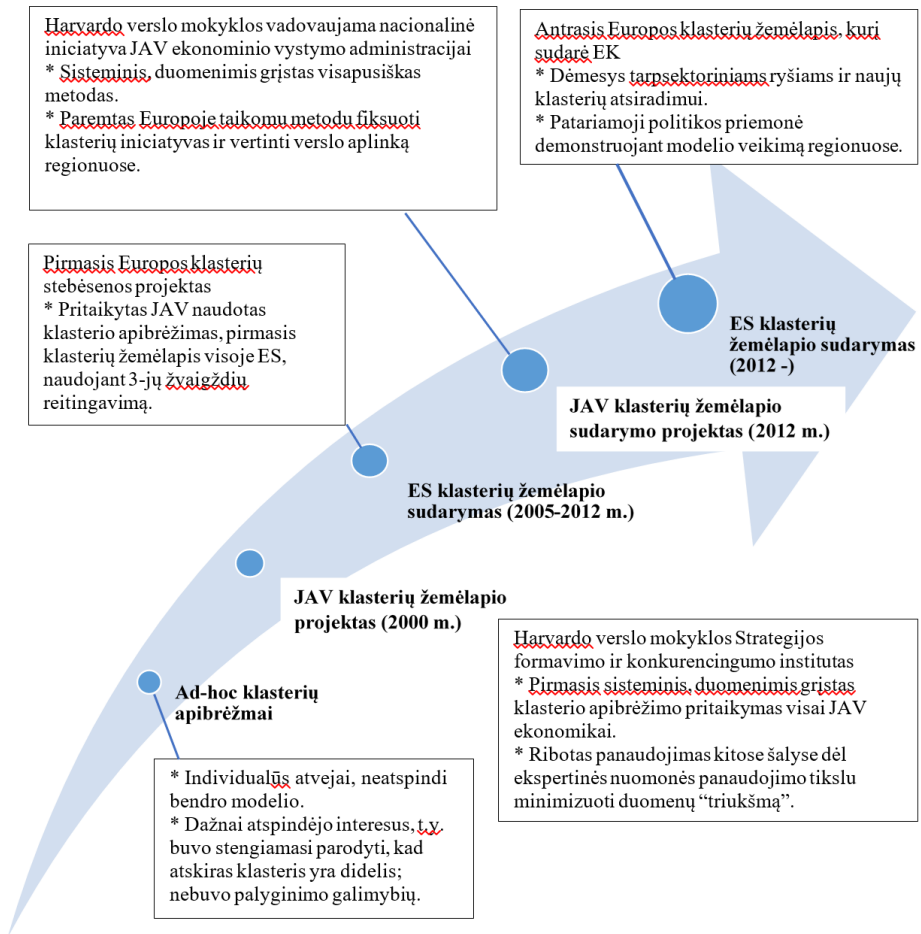 Harvardo verslo mokyklos vadovaujama nacionalinė
iniciatyva JAV ekonominio vystymo administracijai
* Sisteminis, duomenimis grįstas visapusiškas
metodas.
* Paremtas Europoje taikomu metodu fiksuoti
klasterių iniciatyvas ir vertinti verslo aplinką
regionuose.
Antrasis Europos klasterių žemėlapis, kurį
sudarė EK
* Dėmesys tarpsektoriniams ryšiams ir naujų
klasterių atsiradimui.
* Patariamoji politikos priemonė
demonstruojant modelio veikimą regionuose.
Pirmasis Europos klasterių
stebėsenos projektas
* Pritaikytas JAV naudotas
klasterio apibrėžimas, pirmasis
klasterių žemėlapis visoje ES,
naudojant 3-jų žvaigždių
reitingavimą.
ES klasterių
žemėlapio sudarymas
(2012 -)
JAV klasterių žemėlapio
sudarymo projektas (2012 m.)
ES klasterių žemėlapio
sudarymas (2005-2012 m.)
JAV klasterių žemėlapio
projektas (2000 m.)
Ad-hoc klasterių
apibrėžmai
Harvardo verslo mokyklos Strategijos
formavimo ir konkurencingumo institutas
* Pirmasis sisteminis, duomenimis grįstas
klasterio apibrėžimo pritaikymas visai JAV
ekonomikai.
* Ribotas panaudojimas kitose šalyse dėl
ekspertinės nuomonės panaudojimo tikslu
minimizuoti duomenų “triukšmą”.
* Individualūs atvejai, neatspindi
bendro modelio.
* Dažnai atspindėjo interesus, t.y.
buvo stengiamasi parodyti, kad
atskiras klasteris yra didelis;
nebuvo palyginimo galimybių.